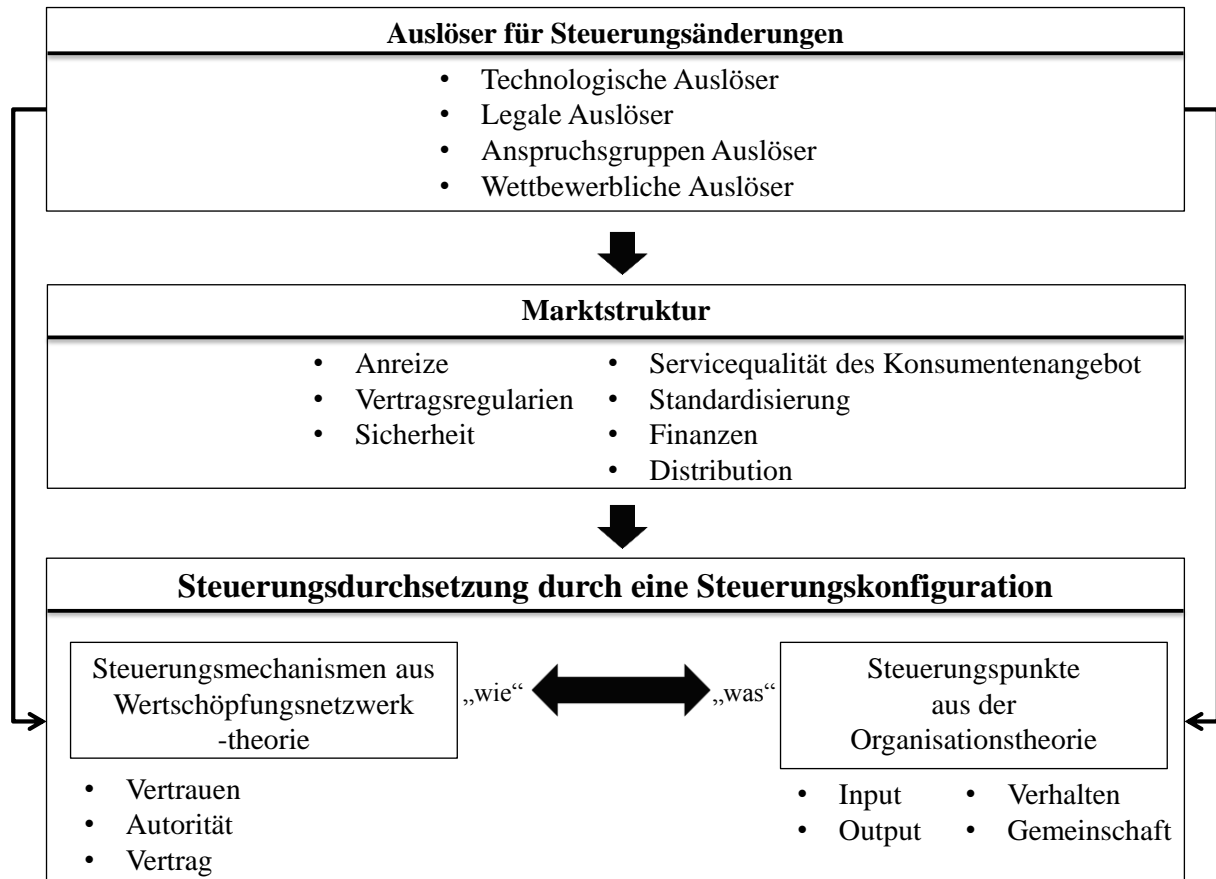 Auslöser für Steuerungsänderungen
• Technologische Auslöser
• Legale Auslöser
• Anspruchsgruppen Auslöser
• Wettbewerbliche Auslöser
Marktstruktur
• Anreize
• Vertragsregularien
• Sicherheit
• Servicequalität des Konsumentenangebot
• Standardisierung
• Finanzen
• Distribution
Steuerungsdurchsetzung durch eine Steuerungskonfiguration
Steuerungsmechanismen aus
Wertschöpfungsnetzwerk
-theorie
„wie“
„was“
Steuerungspunkte
aus der
Organisationstheorie
• Vertrauen
• Autorität
• Vertrag
• Input
• Output
• Verhalten
• Gemeinschaft